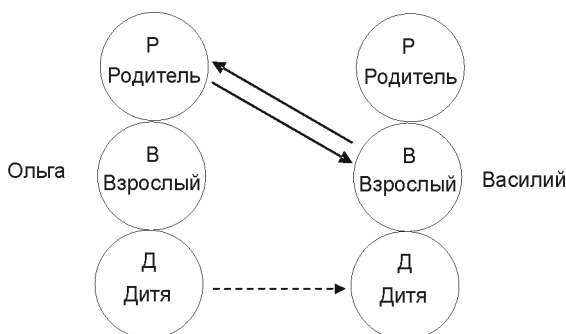 Р
Родитель
Р
Родитель
Ольга
В
Взрослый
В
Взрослый
Василий
Д
Дитя
Д
Дитя